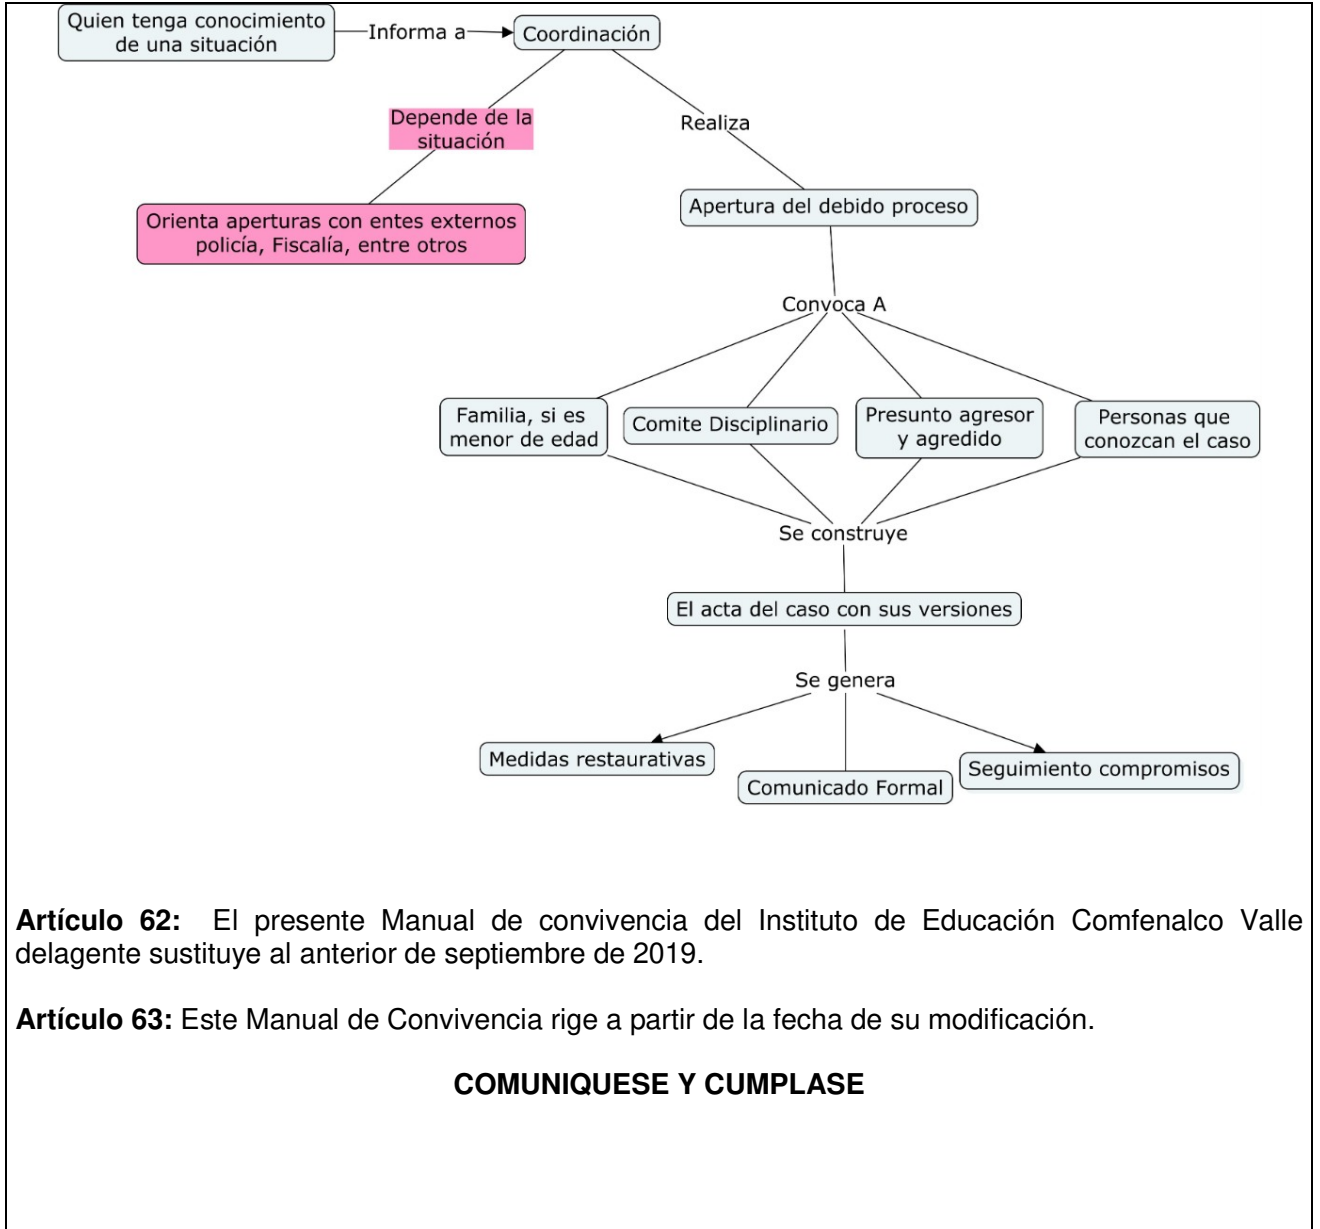 Quien tenga conocimiento
de una situación
Informa a
Coordinación
Depende de la
situación
Realiza
Orienta aperturas con entes externos
policía, Fiscalía, entre otros
Apertura del debido proceso
Convoca A
Familia, si es
menor de edad
Comite Disciplinario
Presunto agresor
y agredido
Personas que
conozcan el caso
Se construye
El acta del caso con sus versiones
Se genera
Medidas restaurativas
Comunicado Formal
Seguimiento compromisos
Artículo 62: El presente Manual de convivencia del Instituto de Educación Comfenalco Valle
delagente sustituye al anterior de septiembre de 2019.
Artículo 63: Este Manual de Convivencia rige a partir de la fecha de su modificación.
COMUNIQUESE Y CUMPLASE